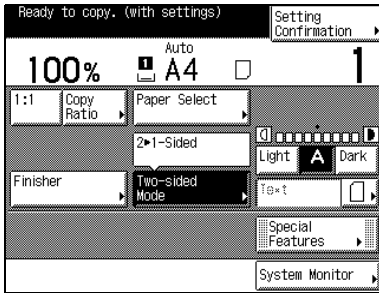 Ready to copy. (with settings)
Setting
Confirmation
100%
1
Auto
A4
1
1:1
Copy
Ratio
Paper Select
2▶1-Sided
Light
A
Dark
Finisher
Two-sided
Mode
Text
Special
Features
System Monitor